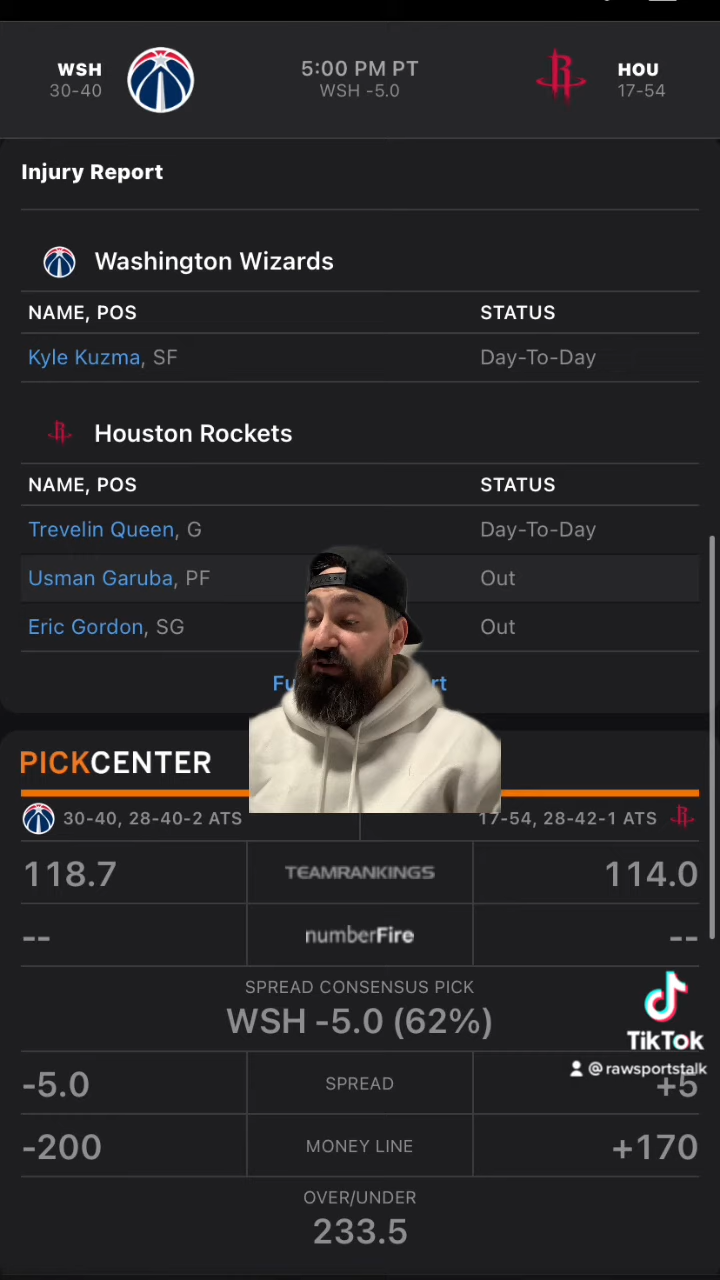 WSH
30-40
5:00 PM PT
WSH -5.0
HOU
17-54
Injury Report
Washington Wizards
NAME, POS STATUS
Kyle Kuzma, SF Day-To-Day
Houston Rockets
NAME, POS STATUS
Trevelin Queen, G Day-To-Day
Usman Garuba, PF Out
Eric Gordon, SG Out
PICKCENTER
30-40, 28-40-2 ATS 17-54, 28-42-1 ATS
118.7 TEAMRANKINGS 114.0
-- numberFire --
SPREAD CONSENSUS PICK
WSH -5.0 (62%)
TikTok
@rawsportstalk
-5.0 SPREAD +5
-200 MONEY LINE +170
OVER/UNDER
233.5